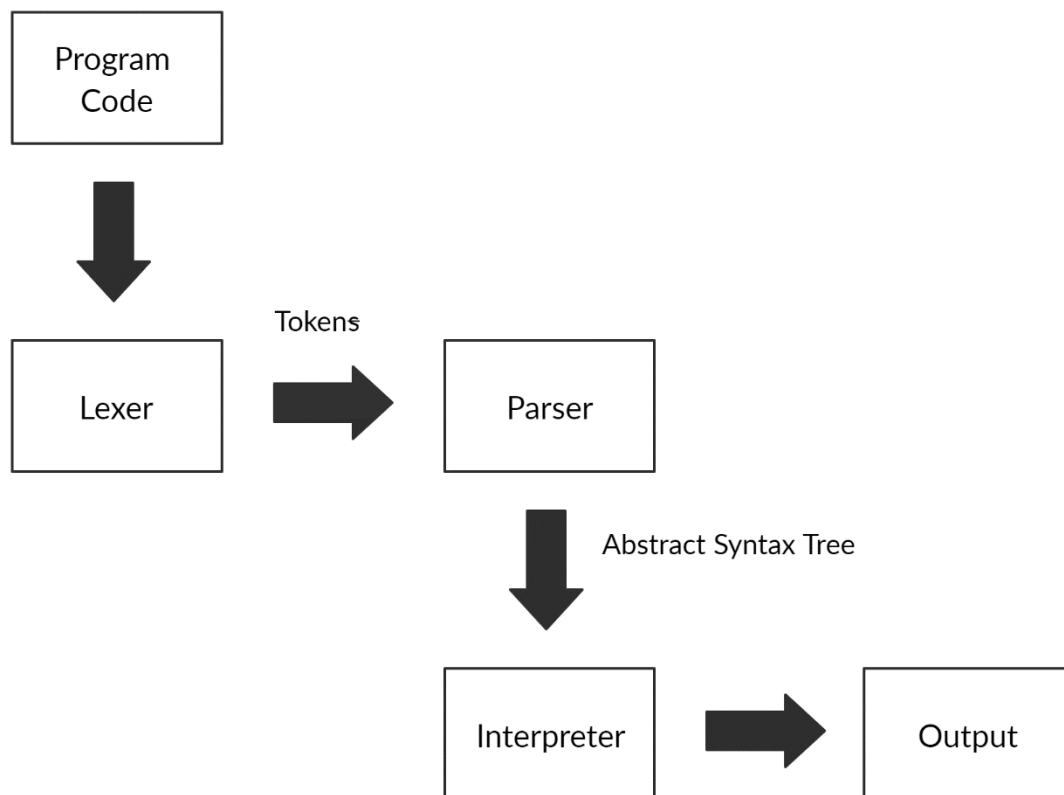 Program
Code
Tokens
Lexer
Parser
Abstract Syntax Tree
Interpreter
Output